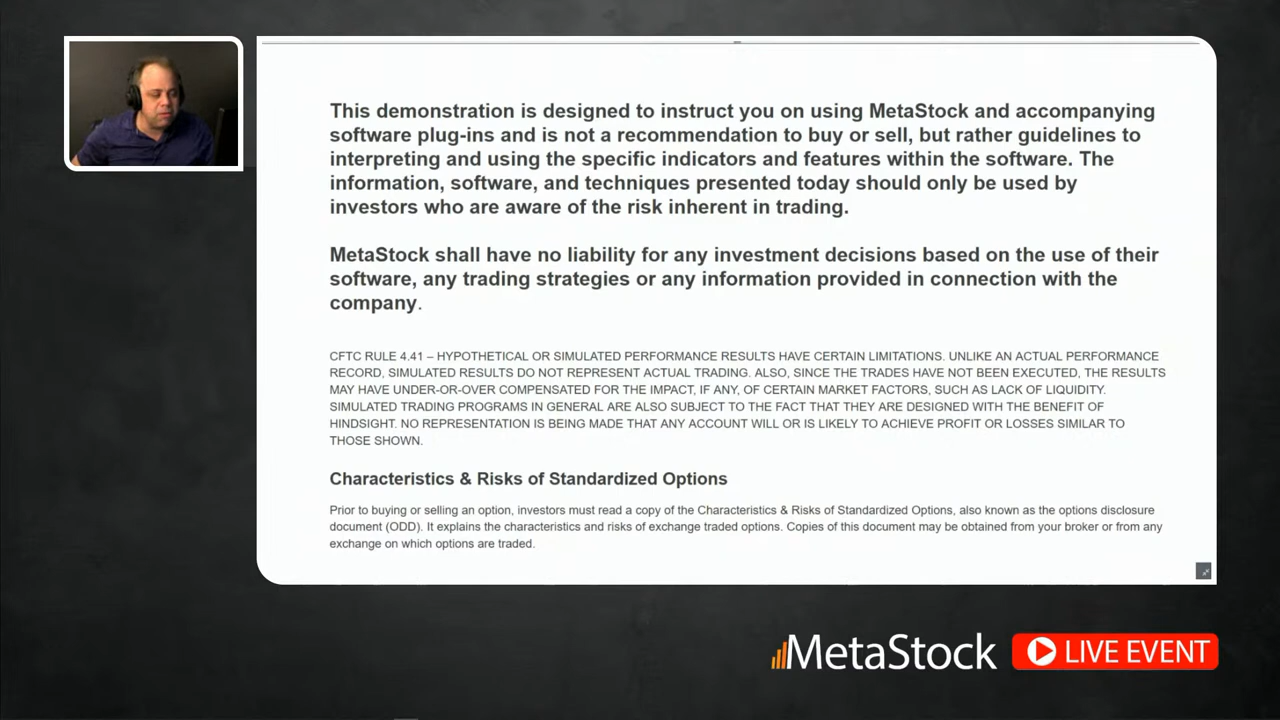 This demonstration is designed to instruct you on using MetaStock and accompanying
software plug-ins and is not a recommendation to buy or sell, but rather guidelines to
interpreting and using the specific indicators and features within the software. The
information, software, and techniques presented today should only be used by
investors who are aware of the risk inherent in trading.
MetaStock shall have no liability for any investment decisions based on the use of their
software, any trading strategies or any information provided in connection with the
company.
CFTC RULE 4.41 – HYPOTHETICAL OR SIMULATED PERFORMANCE RESULTS HAVE CERTAIN LIMITATIONS. UNLIKE AN ACTUAL PERFORMANCE
RECORD, SIMULATED RESULTS DO NOT REPRESENT ACTUAL TRADING. ALSO, SINCE THE TRADES HAVE NOT BEEN EXECUTED, THE RESULTS
MAY HAVE UNDER-OR-OVER COMPENSATED FOR THE IMPACT, IF ANY, OF CERTAIN MARKET FACTORS, SUCH AS LACK OF LIQUIDITY.
SIMULATED TRADING PROGRAMS IN GENERAL ARE ALSO SUBJECT TO THE FACT THAT THEY ARE DESIGNED WITH THE BENEFIT OF
HINDSIGHT. NO REPRESENTATION IS BEING MADE THAT ANY ACCOUNT WILL OR IS LIKELY TO ACHIEVE PROFIT OR LOSSES SIMILAR TO
THOSE SHOWN.
Characteristics & Risks of Standardized Options
Prior to buying or selling an option, investors must read a copy of the Characteristics & Risks of Standardized Options, also known as the options disclosure
document (ODD). It explains the characteristics and risks of exchange traded options. Copies of this document may be obtained from your broker or from any
exchange on which options are traded.
MetaStock LIVE EVENT